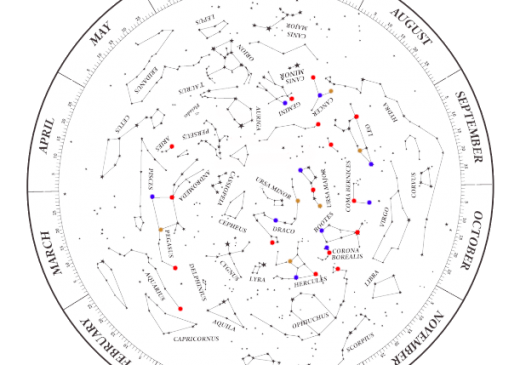 MAY
AUGUST
LEPUS
CANIS
MAJOR
ORION
ERIDANUS
TAURUS
CANIS
MINOR
Pleiades
GEMINI
CANCER
HYDRA
SEPTEMBER
CETUS
AURIGA
APRIL
PERSEUS
LEO
ARIES
PISCES
ANDROMEDA
CASSIOPEIA
URSA MINOR
URSA MAJOR
COMA BERNICES
CORVUS
VIRGO
CEPHEUS
DRACO
BOOTES
OCTOBER
MARCH
PEGASUS
CORONA
BOREALIS
CYGNUS
LYRA
HERCULES
LIBRA
AQUARIUS
DELPHINUS
AQUILA
OPHIUCHUS
SCORPIUS
NOVEMBER
FEBRUARY
CAPRICORNUS